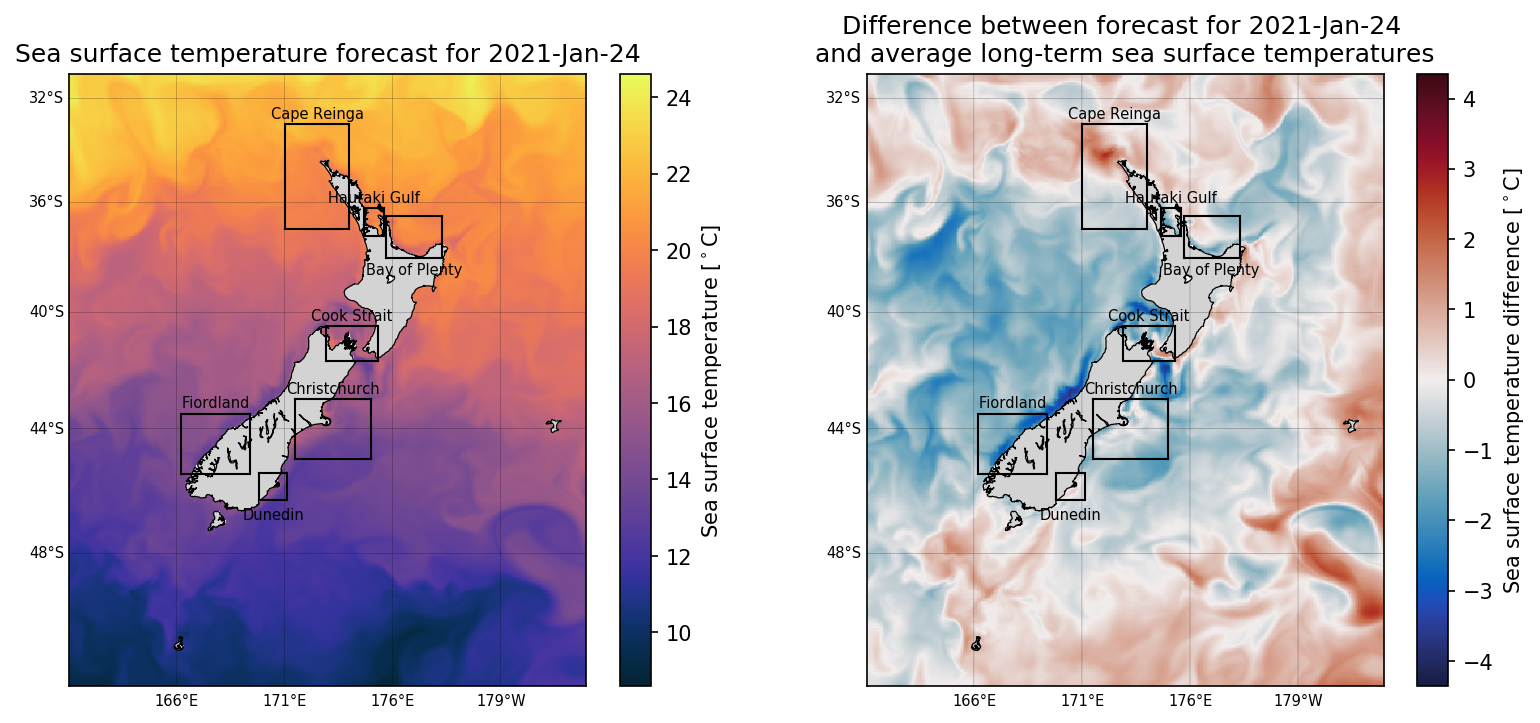 Sea surface temperature forecast for 2021-Jan-24
32°S
36°S
40°S
44°S
48°S
166°E
171°E
176°E
179°W
Cape Reinga
Hauraki Gulf
Bay of Plenty
Cook Strait
Christchurch
Fiordland
Dunedin
24
22
20
18
16
14
12
10
Sea surface temperature [°C]
Difference between forecast for 2021-Jan-24
and average long-term sea surface temperatures
32°S
36°S
40°S
44°S
48°S
166°E
171°E
176°E
179°W
Cape Reinga
Hauraki Gulf
Bay of Plenty
Cook Strait
Christchurch
Fiordland
Dunedin
4
3
2
1
0
−1
−2
−3
−4
Sea surface temperature difference [°C]